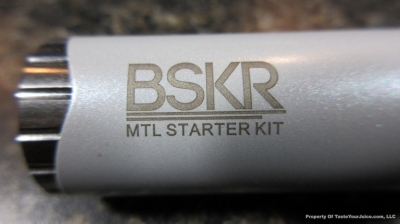 BSKR
MTL STARTER KIT
Property Of TasteYourJuice.com, LLC